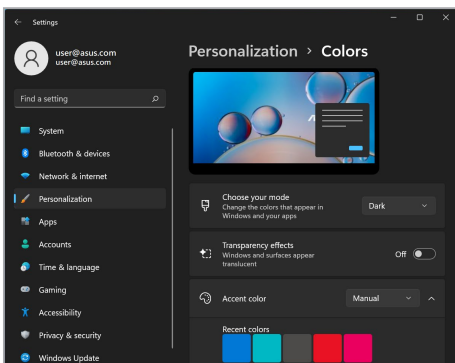 Settings
user@asus.com
user@asus.com
Find a setting
System
Bluetooth & devices
Network & internet
Personalization
Apps
Accounts
Time & language
Gaming
Accessibility
Privacy & security
Windows Update
Personalization › Colors
Choose your mode
Change the colors that appear in
Windows and your apps
Dark
Transparency effects
Windows and surfaces appear
translucent
Off
Accent color
Manual
Recent colors